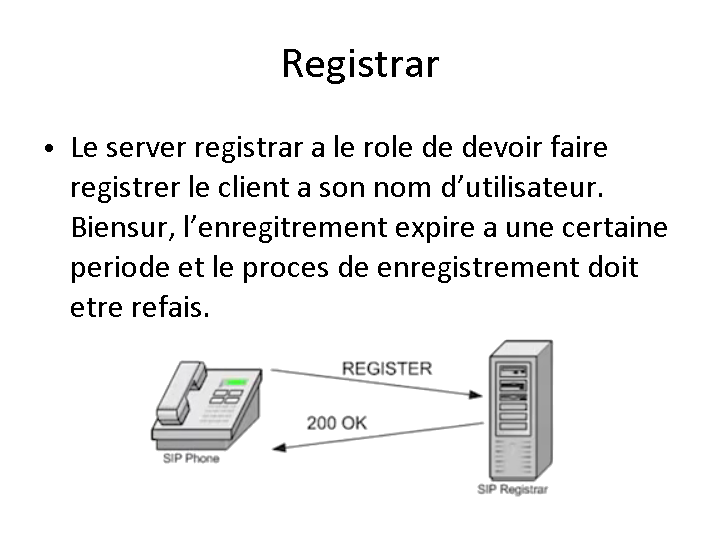 Registrar
• Le server registrar a le role de devoir faire
registrer le client a son nom d’utilisateur.
Biensur, l’enregitrement expire a une certaine
periode et le proces de enregistrement doit
etre refais.
REGISTER
200 OK
SIP Phone
SIP Registrar